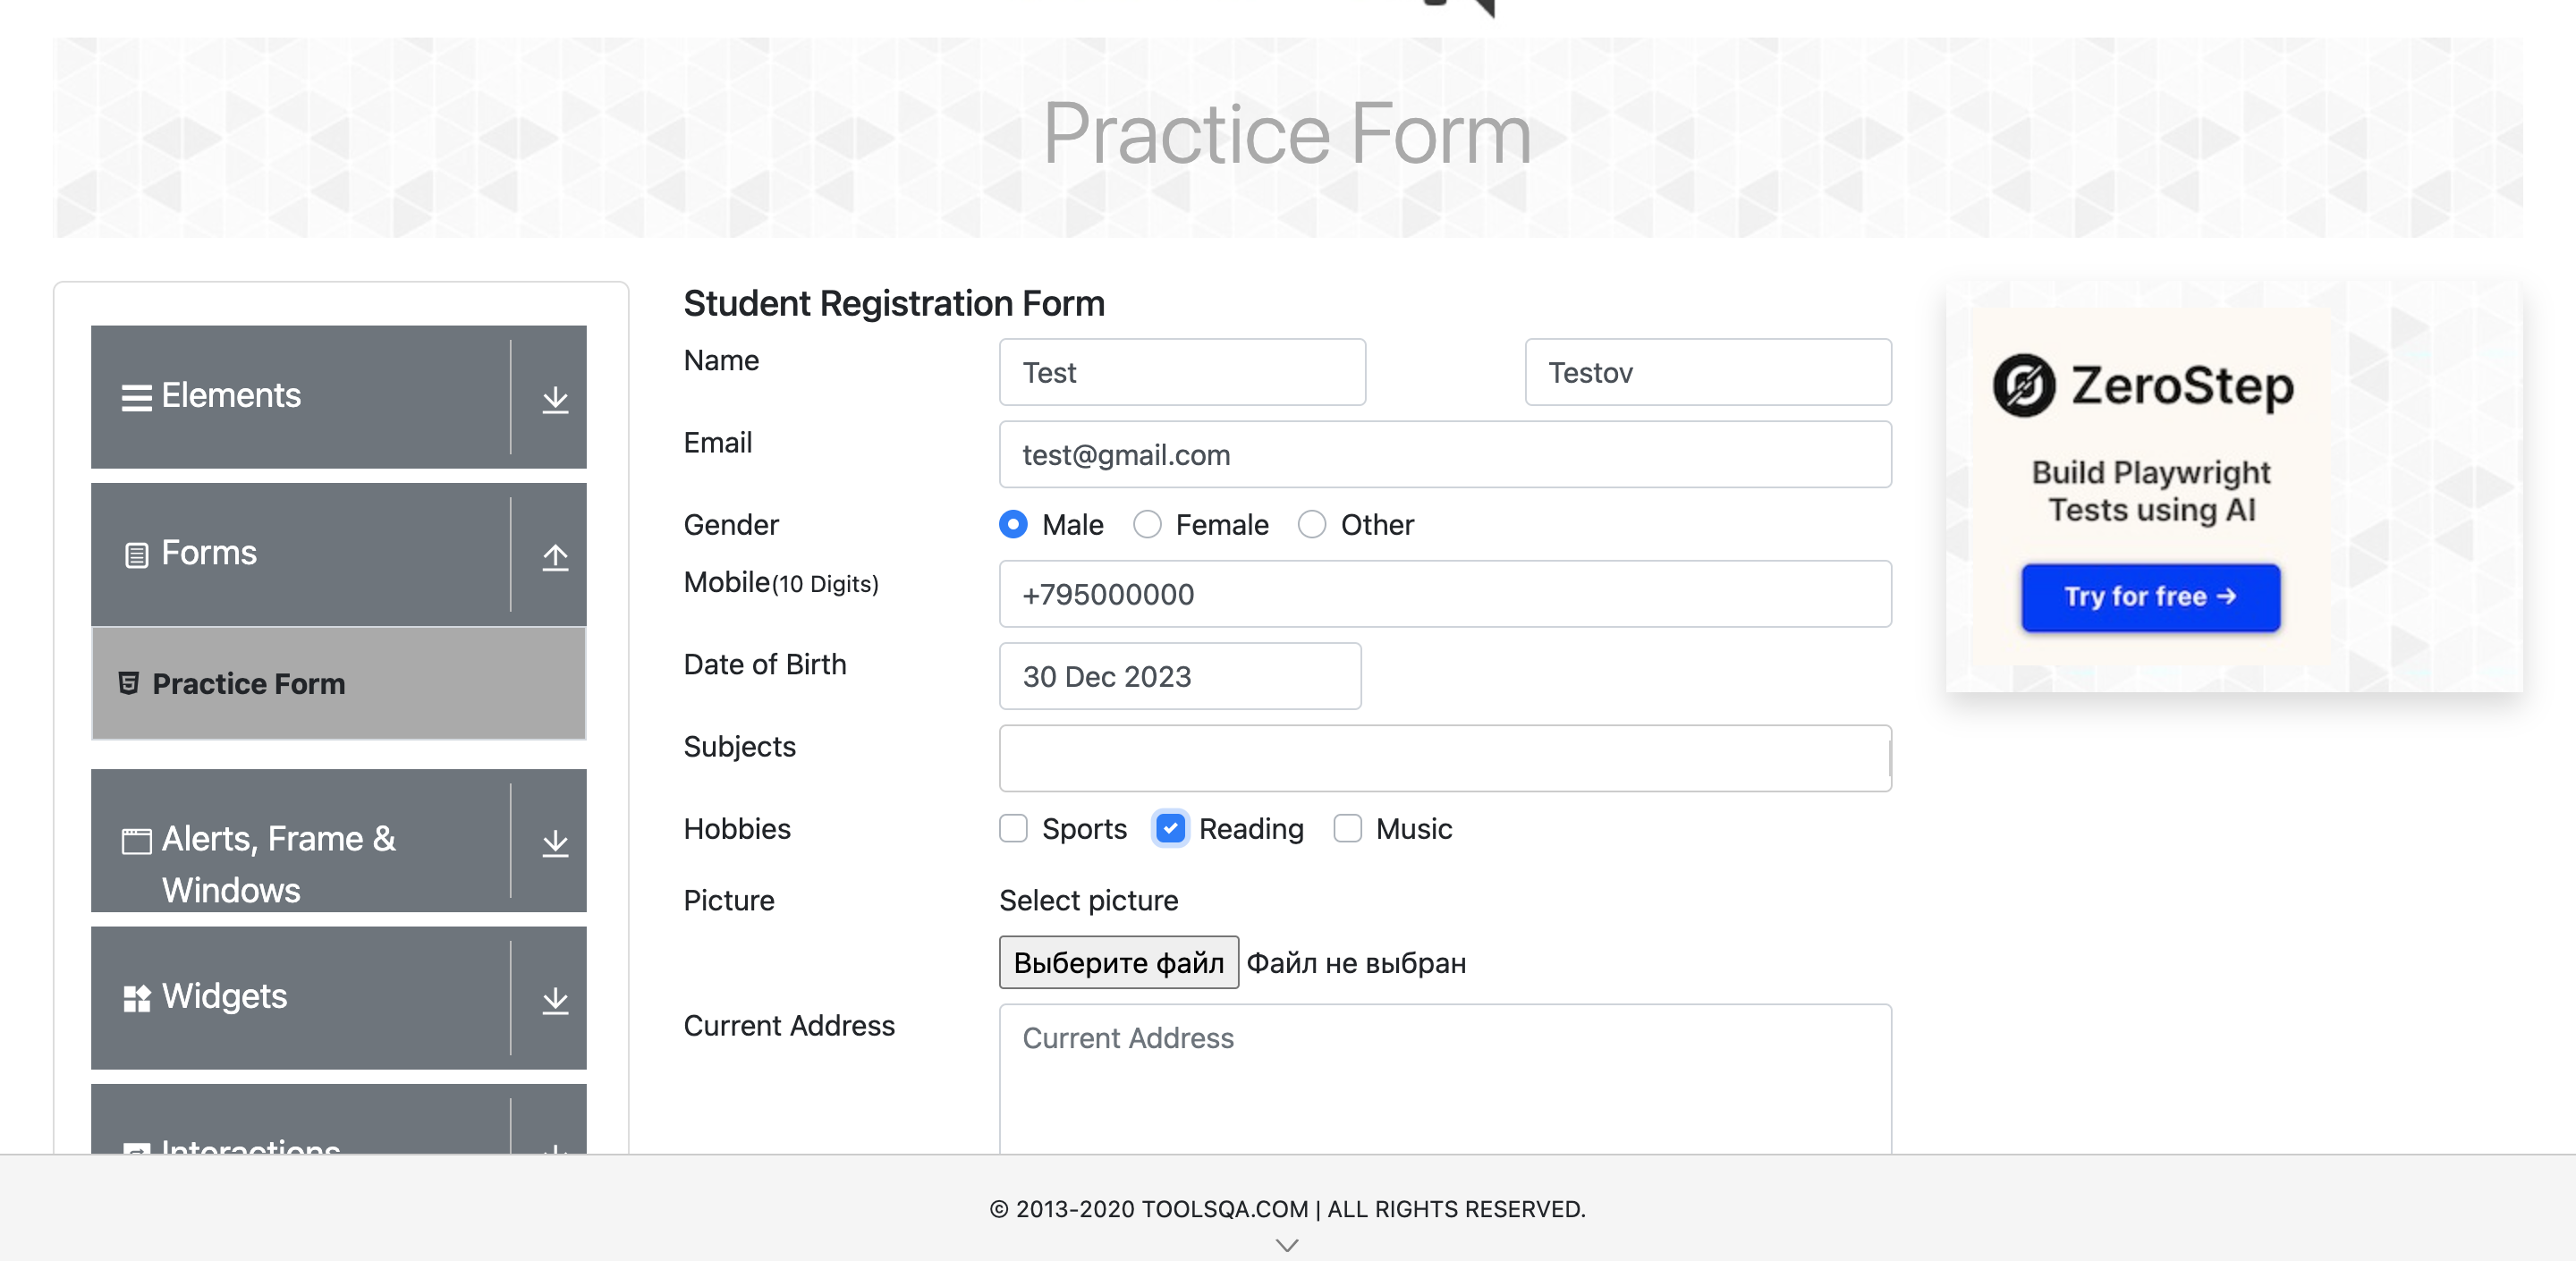 Practice Form
Elements
Forms
Practice Form
Alerts, Frame &
Windows
Widgets
Interactions
Student Registration Form
Name
Test
Testov
Email
test@gmail.com
Gender
Male
Female
Other
Mobile(10 Digits)
+795000000
Date of Birth
30 Dec 2023
Subjects
Hobbies
Sports
Reading
Music
Picture
Select picture
Выберите файл Файл не выбран
Current Address
Current Address
ZeroStep
Build Playwright
Tests using AI
Try for free →
© 2013-2020 TOOLSQA.COM | ALL RIGHTS RESERVED.